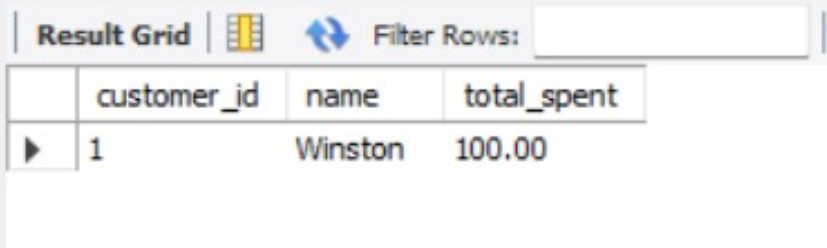 Result Grid Filter Rows:
customer_id name total_spent
1 Winston 100.00